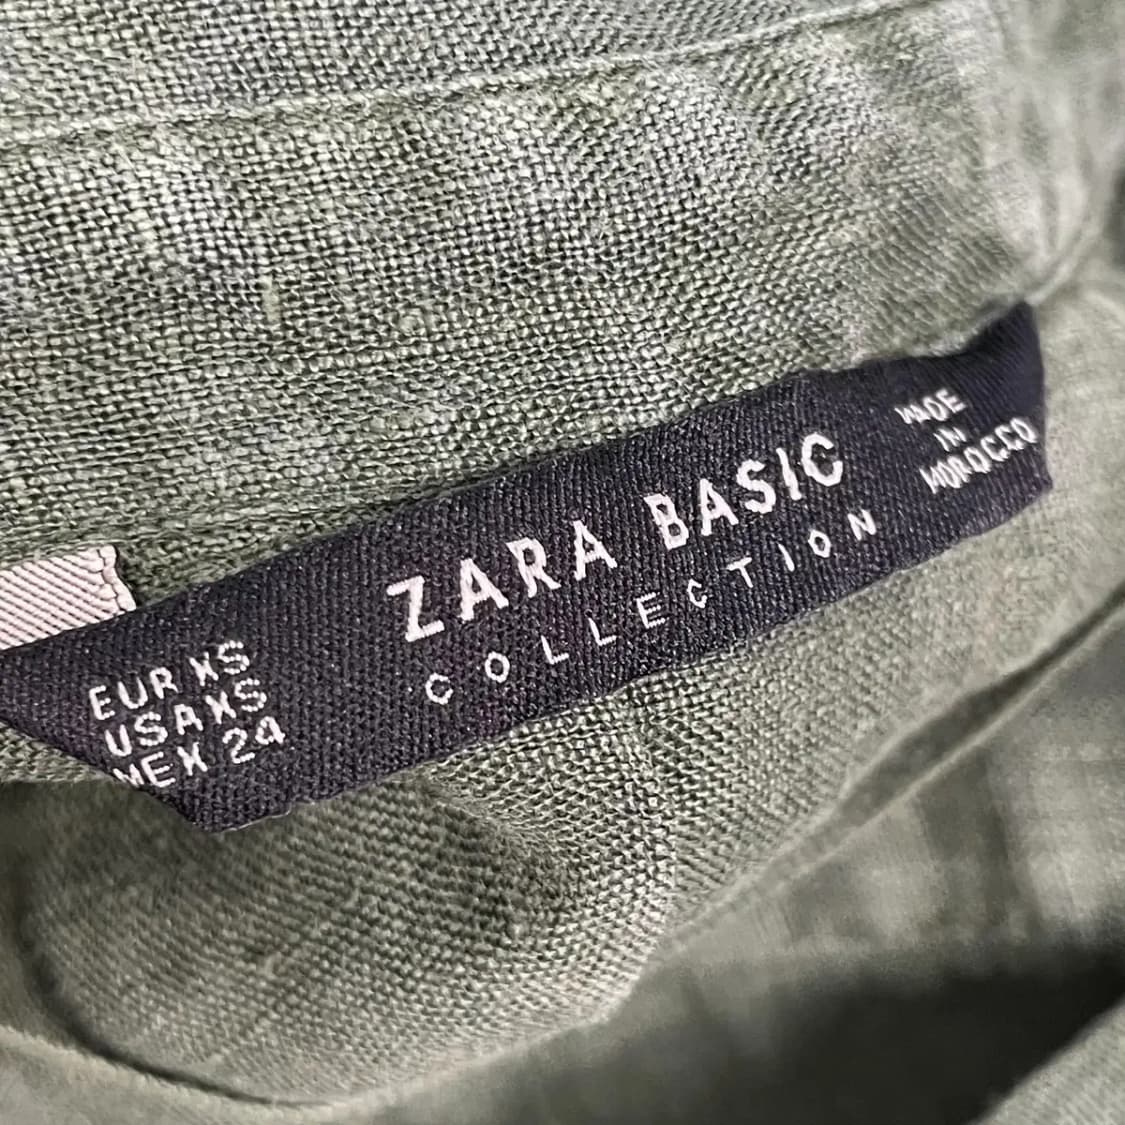 ZARA BASIC
COLLECTION
MADE
IN
MOROCCO
EUR XS
USA XS
MEX 24